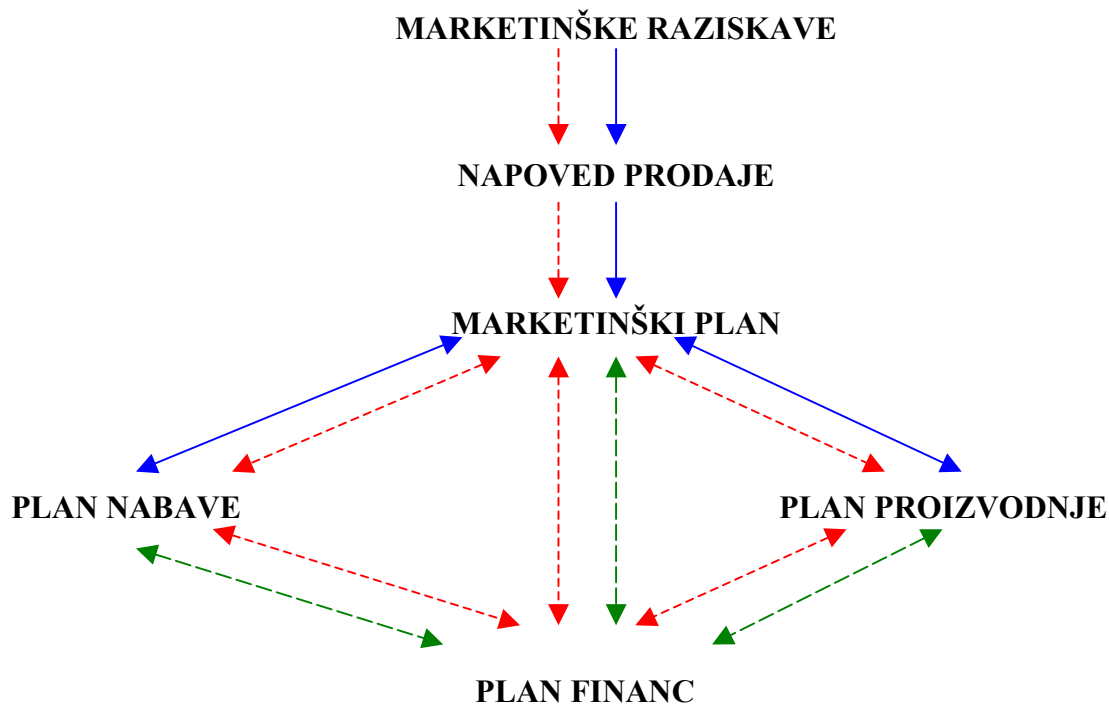 MARKETINŠKE RAZISKAVE
NAPOVED PRODAJE
MARKETINŠKI PLAN
PLAN NABAVE
PLAN PROIZVODNJE
PLAN FINANC